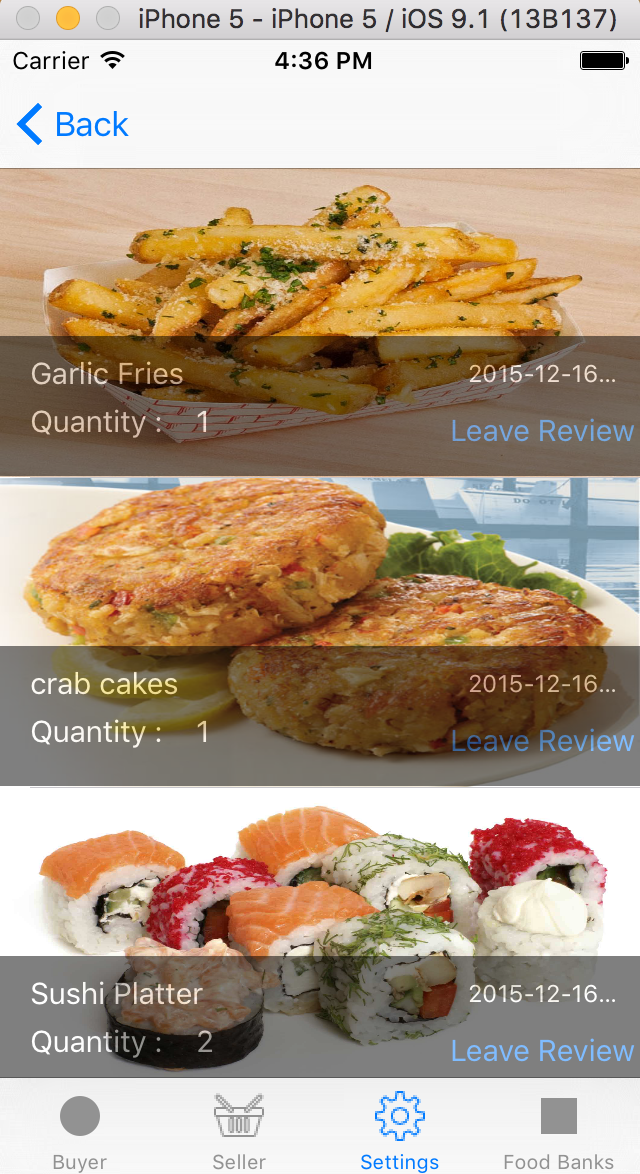 iPhone 5 - iPhone 5 / iOS 9.1 (13B137)
Carrier 4:36 PM
Back
Garlic Fries 2015-12-16...
Quantity : 1 Leave Review
crab cakes 2015-12-16...
Quantity : 1 Leave Review
Sushi Platter 2015-12-16...
Quantity : 2 Leave Review
Buyer Seller Settings Food Banks